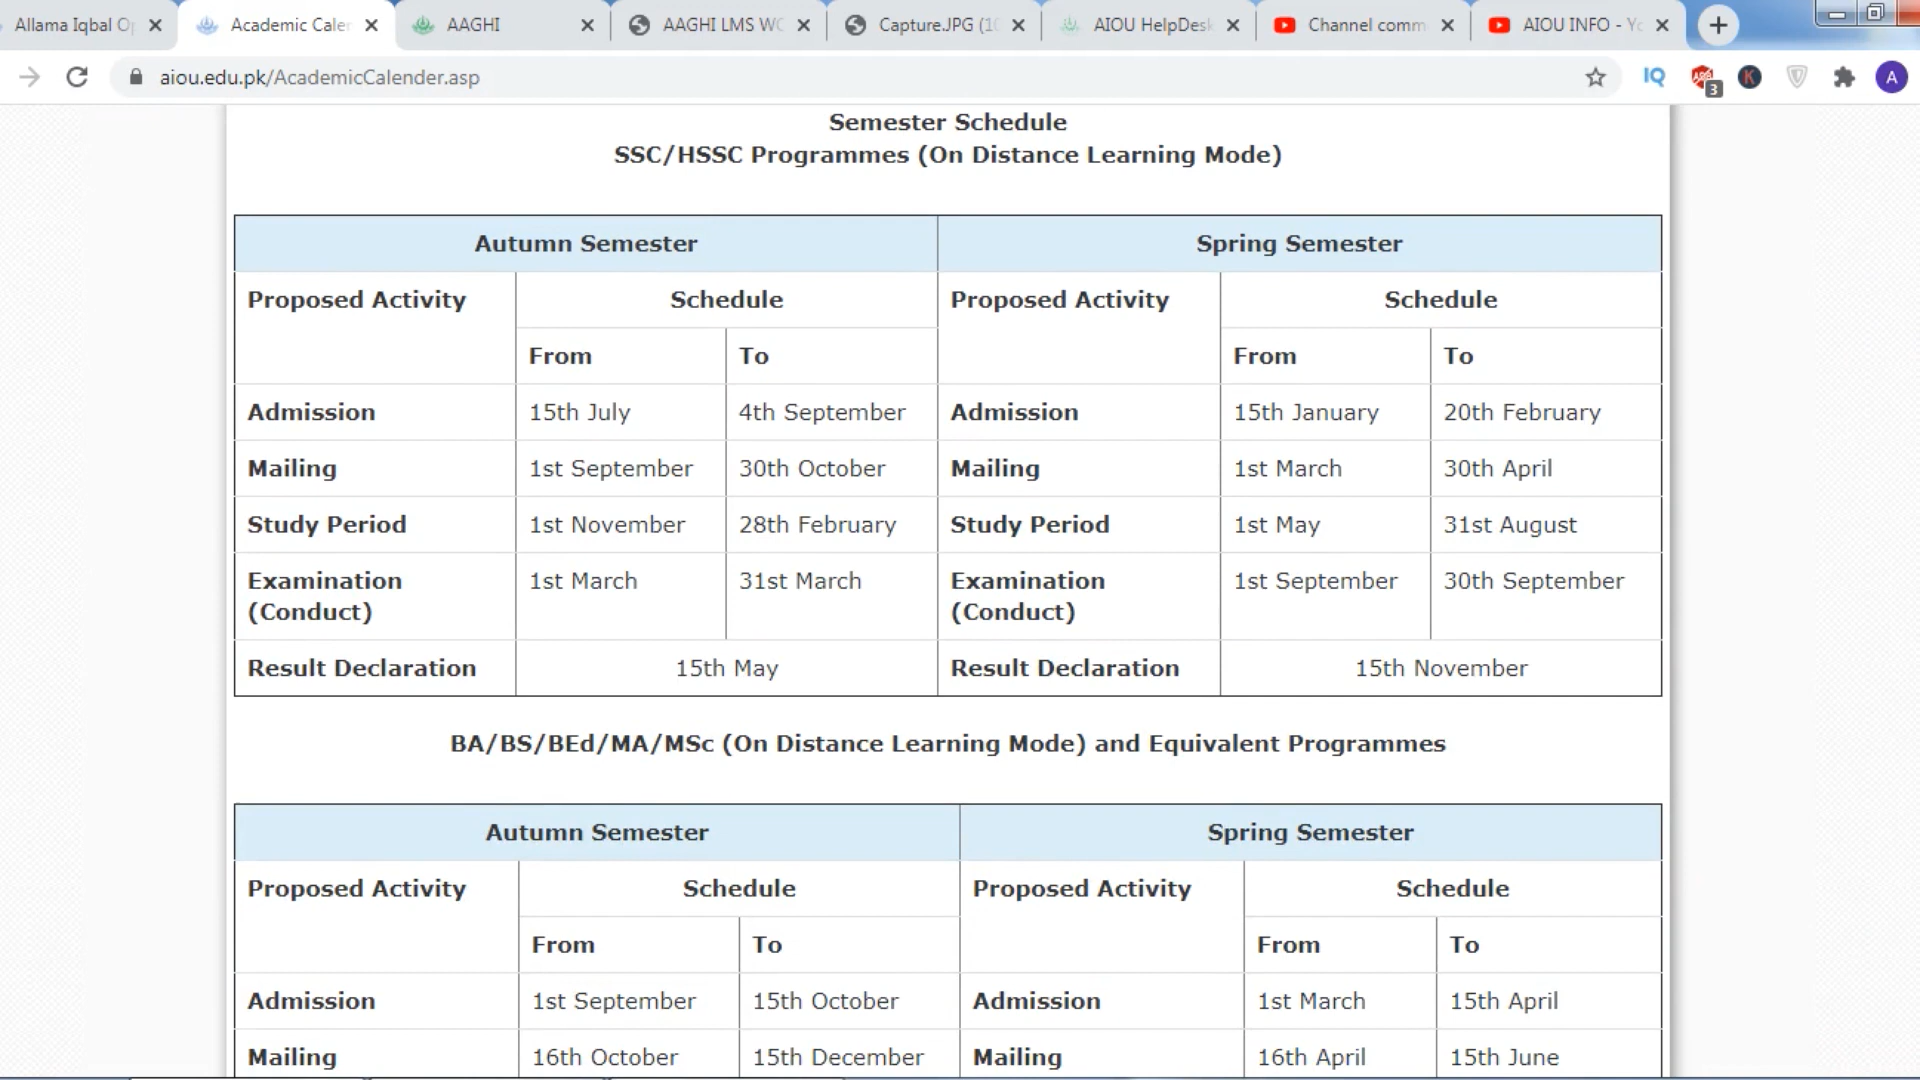 Allama Iqbal Op
Academic Caler
AAGHI
AAGHI LMS WC
Capture.JPG (1
AIOU HelpDesk
Channel comm
AIOU INFO - Yo
aiou.edu.pk/AcademicCalender.asp
IQ
3
K
A
Semester Schedule
SSC/HSSC Programmes (On Distance Learning Mode)
Autumn Semester Spring Semester
Proposed Activity Schedule Proposed Activity Schedule
From To From To
Admission 15th July 4th September Admission 15th January 20th February
Mailing 1st September 30th October Mailing 1st March 30th April
Study Period 1st November 28th February Study Period 1st May 31st August
Examination (Conduct) 1st March 31st March Examination (Conduct) 1st September 30th September
Result Declaration 15th May Result Declaration 15th November
BA/BS/BEd/MA/MSc (On Distance Learning Mode) and Equivalent Programmes
Autumn Semester Spring Semester
Proposed Activity Schedule Proposed Activity Schedule
From To From To
Admission 1st September 15th October Admission 1st March 15th April
Mailing 16th October 15th December Mailing 16th April 15th June